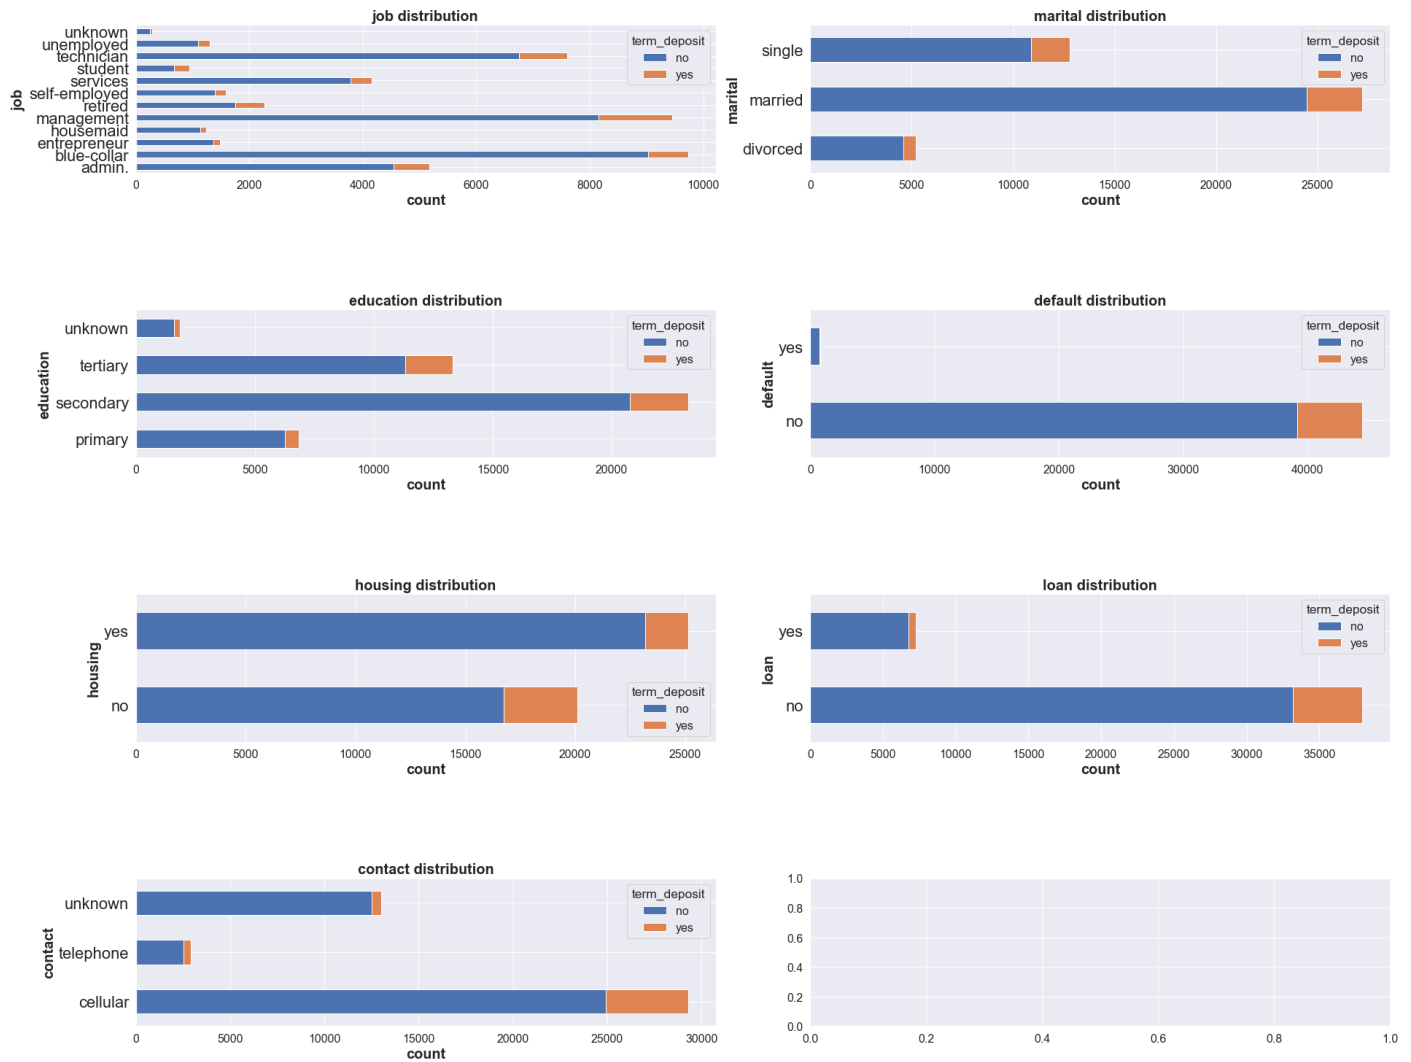 job distribution
unknown
unemployed
technician
student
services
self-employed
retired
management
housemaid
entrepreneur
blue-collar
admin.
job
0 2000 4000 6000 8000 10000
count
term_deposit
no
yes
marital distribution
single
married
divorced
marital
0 5000 10000 15000 20000 25000
count
term_deposit
no
yes
education distribution
unknown
tertiary
secondary
primary
education
0 5000 10000 15000 20000
count
term_deposit
no
yes
default distribution
yes
no
default
0 10000 20000 30000 40000
count
term_deposit
no
yes
housing distribution
yes
no
housing
0 5000 10000 15000 20000 25000
count
term_deposit
no
yes
loan distribution
yes
no
loan
0 5000 10000 15000 20000 25000 30000 35000
count
term_deposit
no
yes
contact distribution
unknown
telephone
cellular
contact
0 5000 10000 15000 20000 25000 30000
count
term_deposit
no
yes
1.0
0.8
0.6
0.4
0.2
0.0
0.0 0.2 0.4 0.6 0.8 1.0